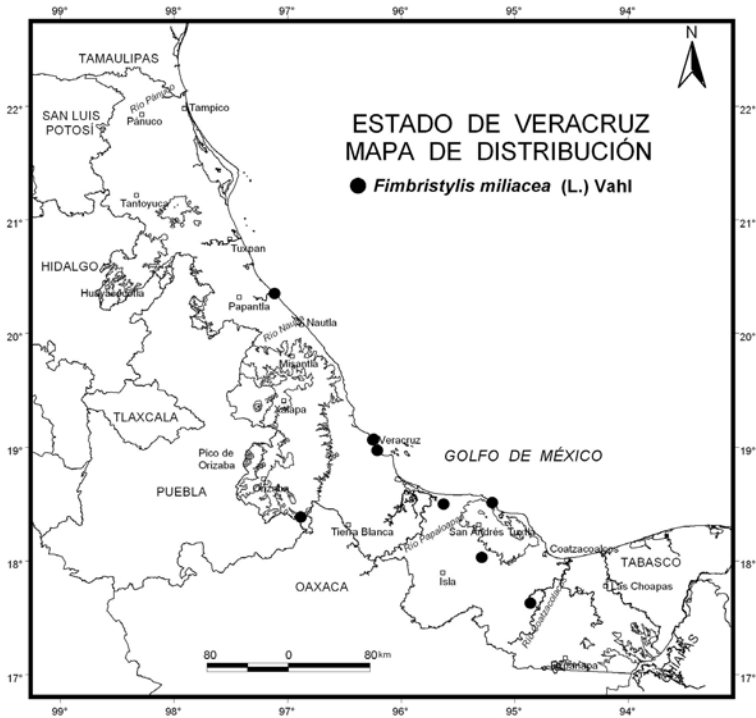 99° 98° 97° 96° 95° 94°
N
TAMAULIPAS
Río Pánuco
Tampico
22° 22°
Pánuco
SAN LUIS
POTOSÍ
ESTADO DE VERACRUZ
MAPA DE DISTRIBUCIÓN
Fimbristylis miliacea (L.) Vahl
Tantoyuca
21° 21°
Tuxpan
HIDALGO
Huayacocotla
Papantla
Río Nautla
Nautla
20° 20°
Misantla
Xalapa
TLAXCALA
Veracruz
19° 19°
Pico de
Orizaba
GOLFO DE MÉXICO
PUEBLA
Orizaba
Tierra Blanca
Río Papaloapan
San Andrés Tuxtla
Coatzacoalcos
18° 18°
TABASCO
OAXACA
Isla
Las Choapas
Río Coatzacoalcos
CHIAPAS
17° 17°
80 0 80 km
99° 98° 97° 96° 95° 94°